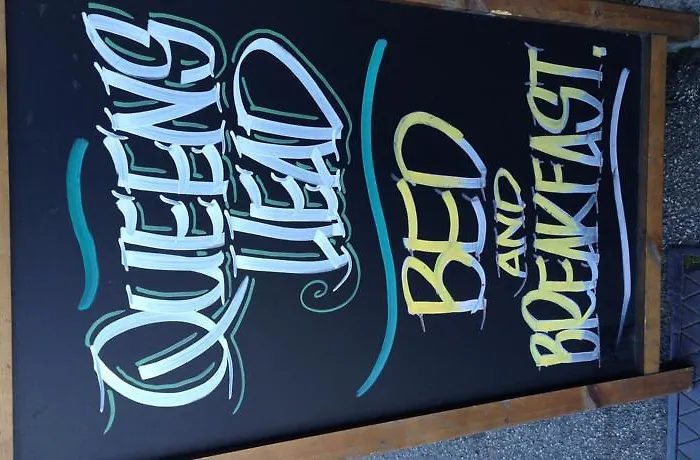 QUEENS
HEAD
BED
AND
BREAKFAST.